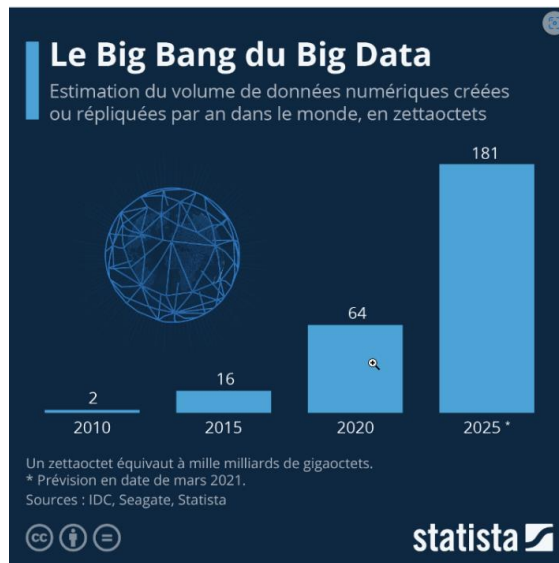 Le Big Bang du Big Data
Estimation du volume de données numériques créées
ou répliquées par an dans le monde, en zettaoctets
181
64
16
2
2010 2015 2020 2025 *
Un zettaoctet équivaut à mille milliards de gigaoctets.
* Prévision en date de mars 2021.
Sources : IDC, Seagate, Statista
cc
statista